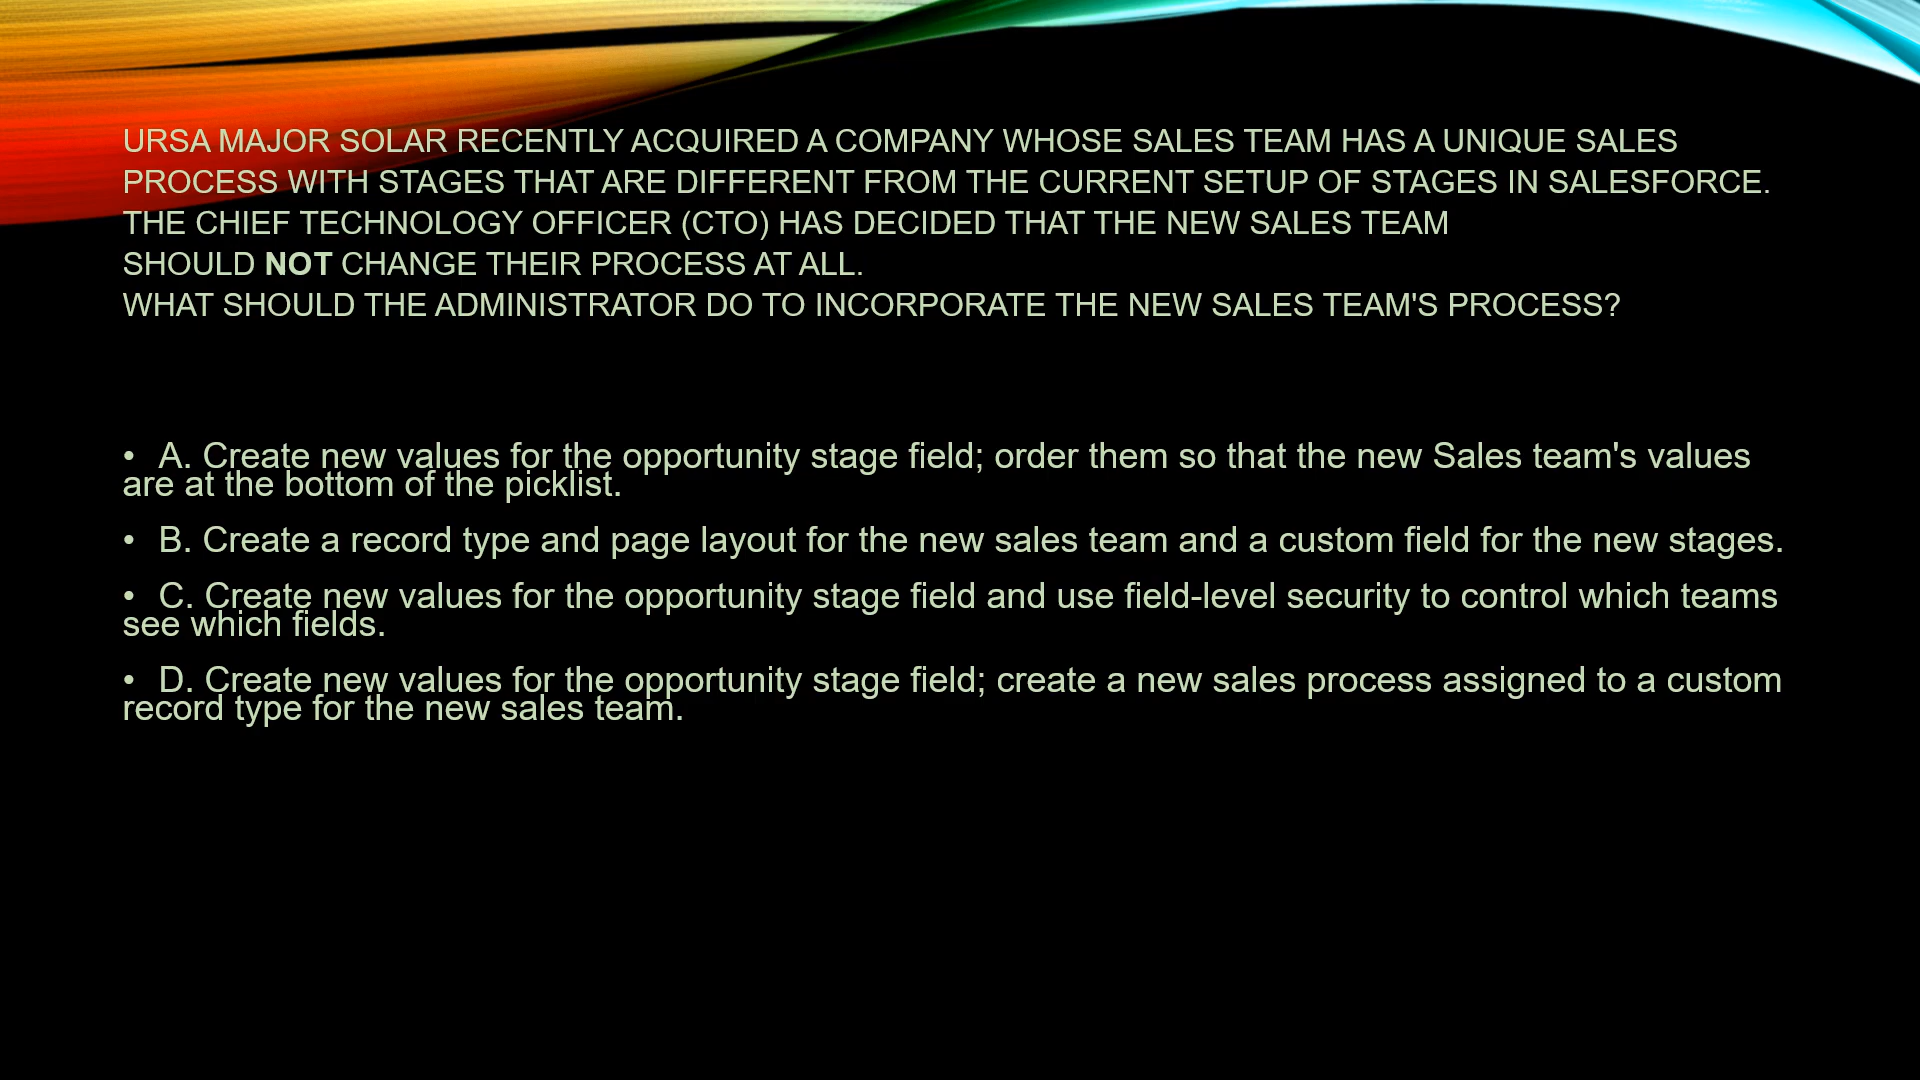 URSA MAJOR SOLAR RECENTLY ACQUIRED A COMPANY WHOSE SALES TEAM HAS A UNIQUE SALES
PROCESS WITH STAGES THAT ARE DIFFERENT FROM THE CURRENT SETUP OF STAGES IN SALESFORCE.
THE CHIEF TECHNOLOGY OFFICER (CTO) HAS DECIDED THAT THE NEW SALES TEAM
SHOULD NOT CHANGE THEIR PROCESS AT ALL.
WHAT SHOULD THE ADMINISTRATOR DO TO INCORPORATE THE NEW SALES TEAM'S PROCESS?
• A. Create new values for the opportunity stage field; order them so that the new Sales team's values
are at the bottom of the picklist.
• B. Create a record type and page layout for the new sales team and a custom field for the new stages.
• C. Create new values for the opportunity stage field and use field-level security to control which teams
see which fields.
• D. Create new values for the opportunity stage field; create a new sales process assigned to a custom
record type for the new sales team.